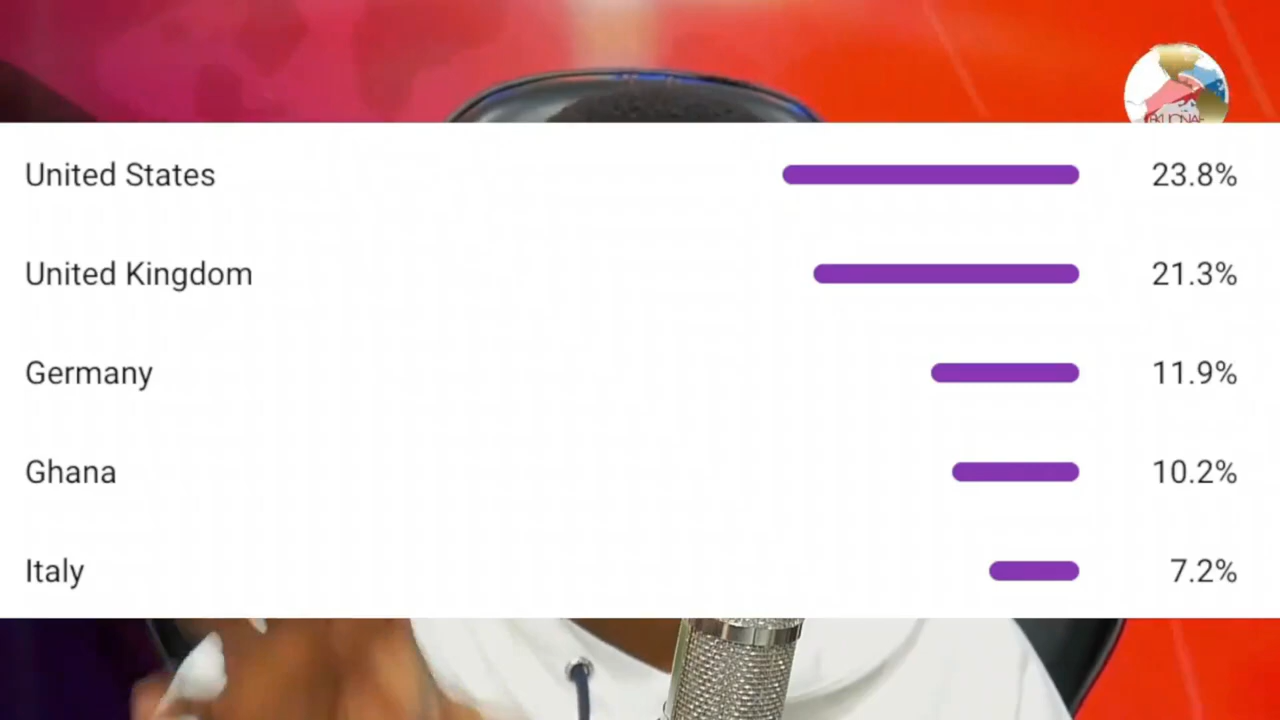 United States 23.8%
United Kingdom 21.3%
Germany 11.9%
Ghana 10.2%
Italy 7.2%